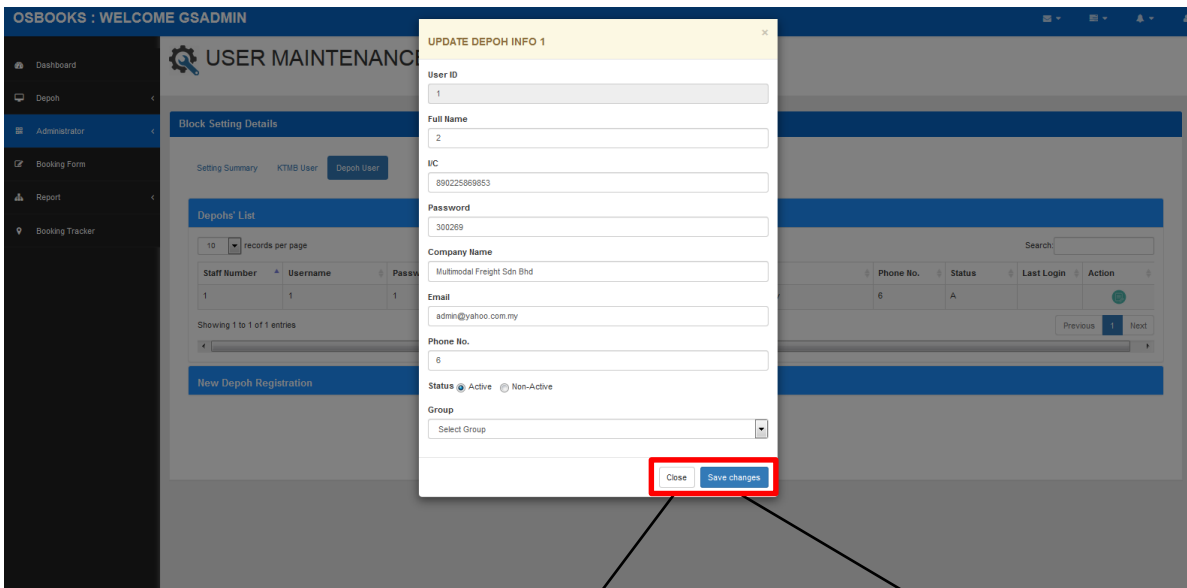 OSBOOKS : WELCOME GSADMIN
Dashboard
Depoh
Administrator
Booking Form
Report
Booking Tracker
USER MAINTENANCE
Block Setting Details
Setting Summary KTMB User Depoh User
Depohs' List
10 records per page
Search:
Staff Number Username Passw Phone No. Status Last Login Action
1 1 1 6 A
Showing 1 to 1 of 1 entries
Previous 1 Next
New Depoh Registration
UPDATE DEPOH INFO 1 ×
User ID
1
Full Name
2
I/C
890225869853
Password
300269
Company Name
Multimodal Freight Sdn Bhd
Email
admin@yahoo.com.my
Phone No.
6
Status Active Non-Active
Group
Select Group
Close Save changes